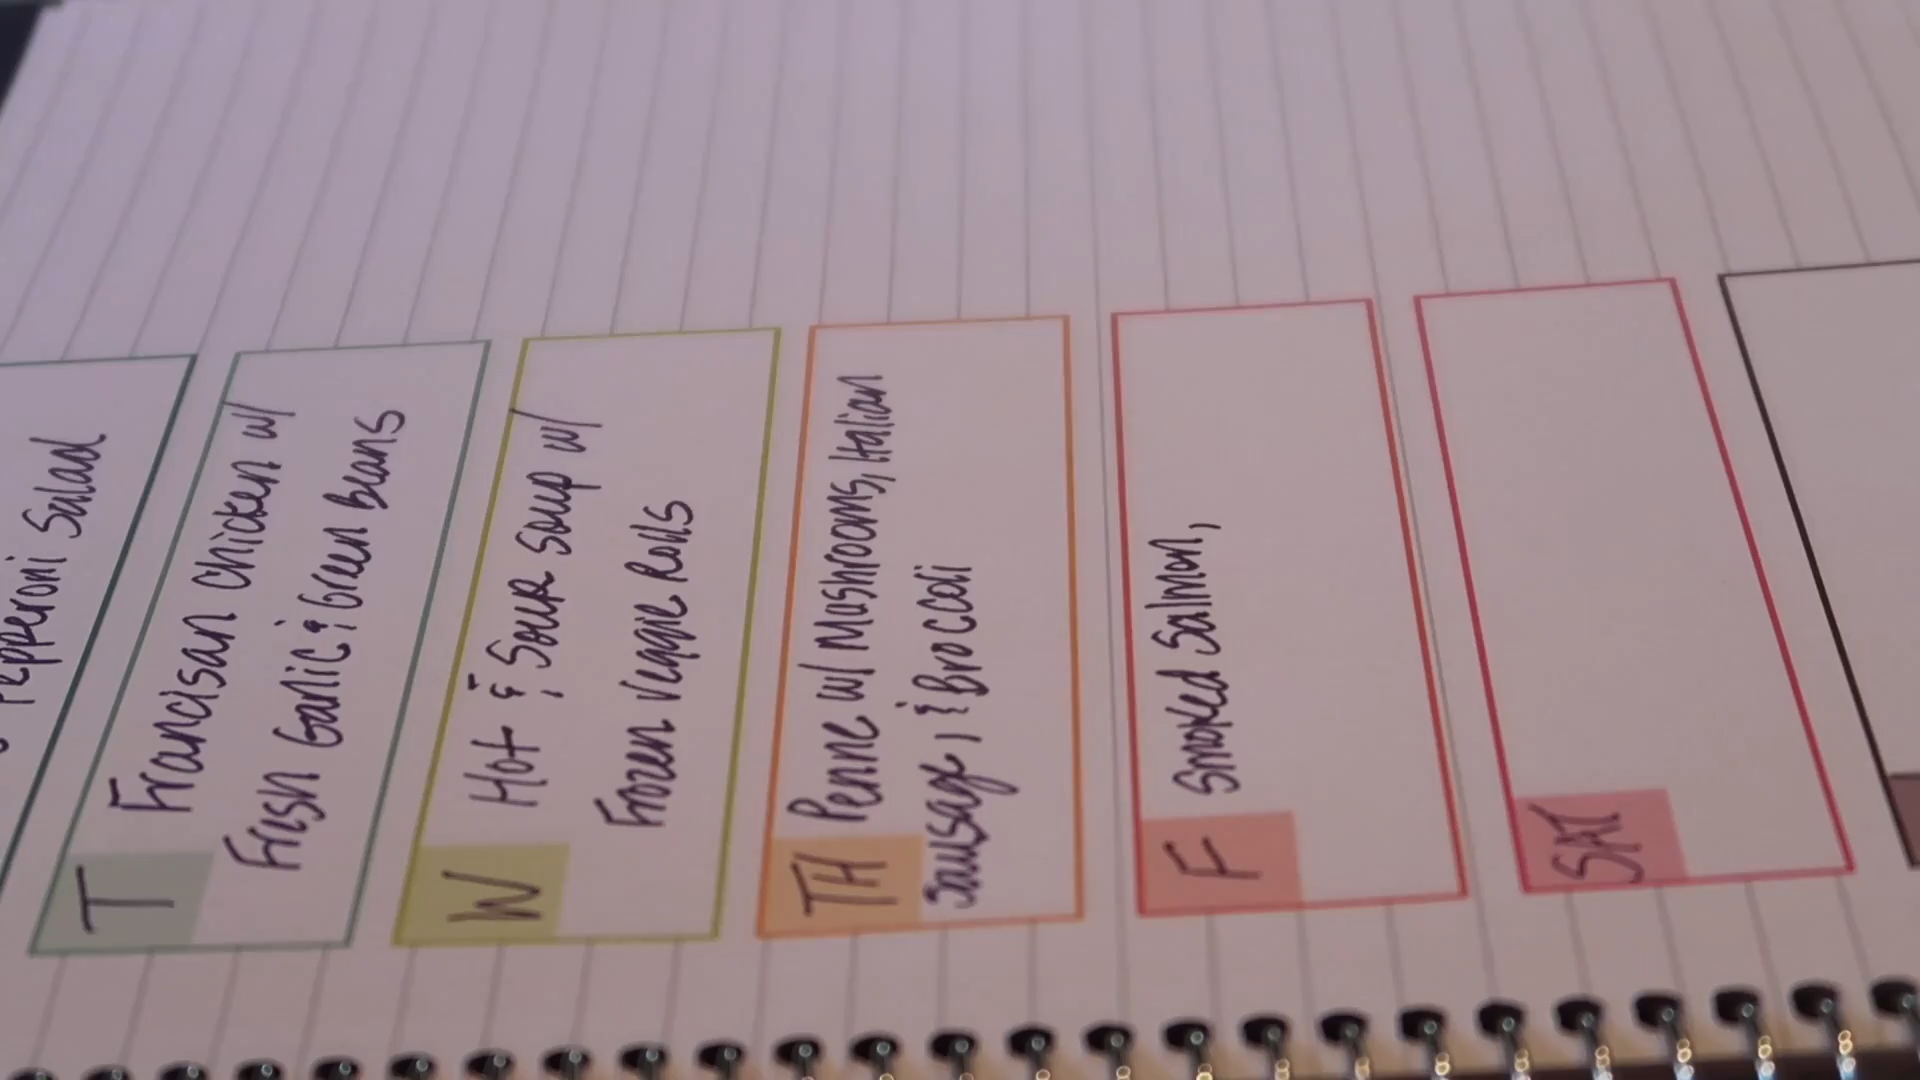 Pepperoni Salad
T
Francisan Chicken w/
Fresh Garlic & Green Beans
W
Hot & Sour Soup w/
Frozen Veggie Rolls
TH
Penne w/ Mushrooms, Italian
Sausage, & Broccoli
F
Smoked Salmon,
SAT